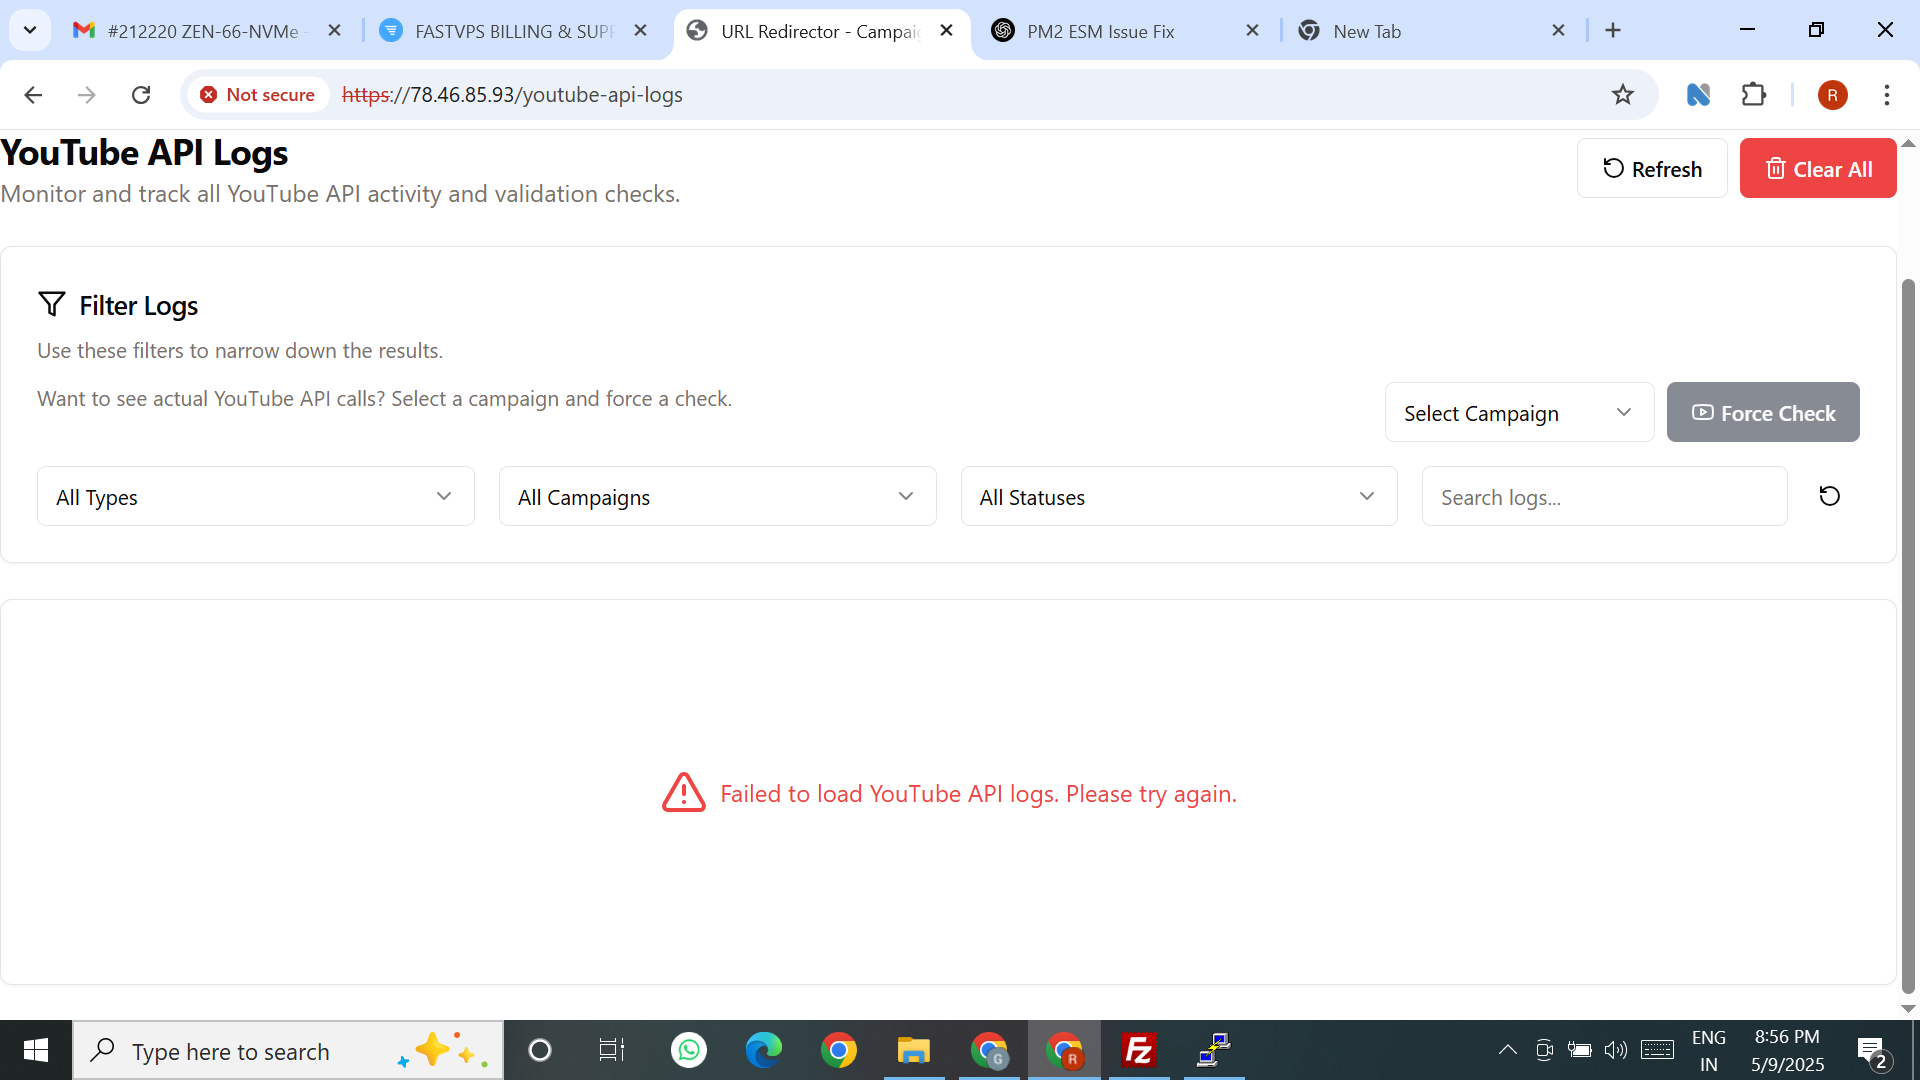 #212220 ZEN-66-NVMe -
FASTVPS BILLING & SUPP
URL Redirector - Campaig
PM2 ESM Issue Fix
New Tab
Not secure
https://78.46.85.93/youtube-api-logs
R
YouTube API Logs
Monitor and track all YouTube API activity and validation checks.
Refresh
Clear All
Filter Logs
Use these filters to narrow down the results.
Want to see actual YouTube API calls? Select a campaign and force a check.
Select Campaign
Force Check
All Types
All Campaigns
All Statuses
Search logs...
Failed to load YouTube API logs. Please try again.
Type here to search
G
R
FZ
ENG
IN
8:56 PM
5/9/2025
2